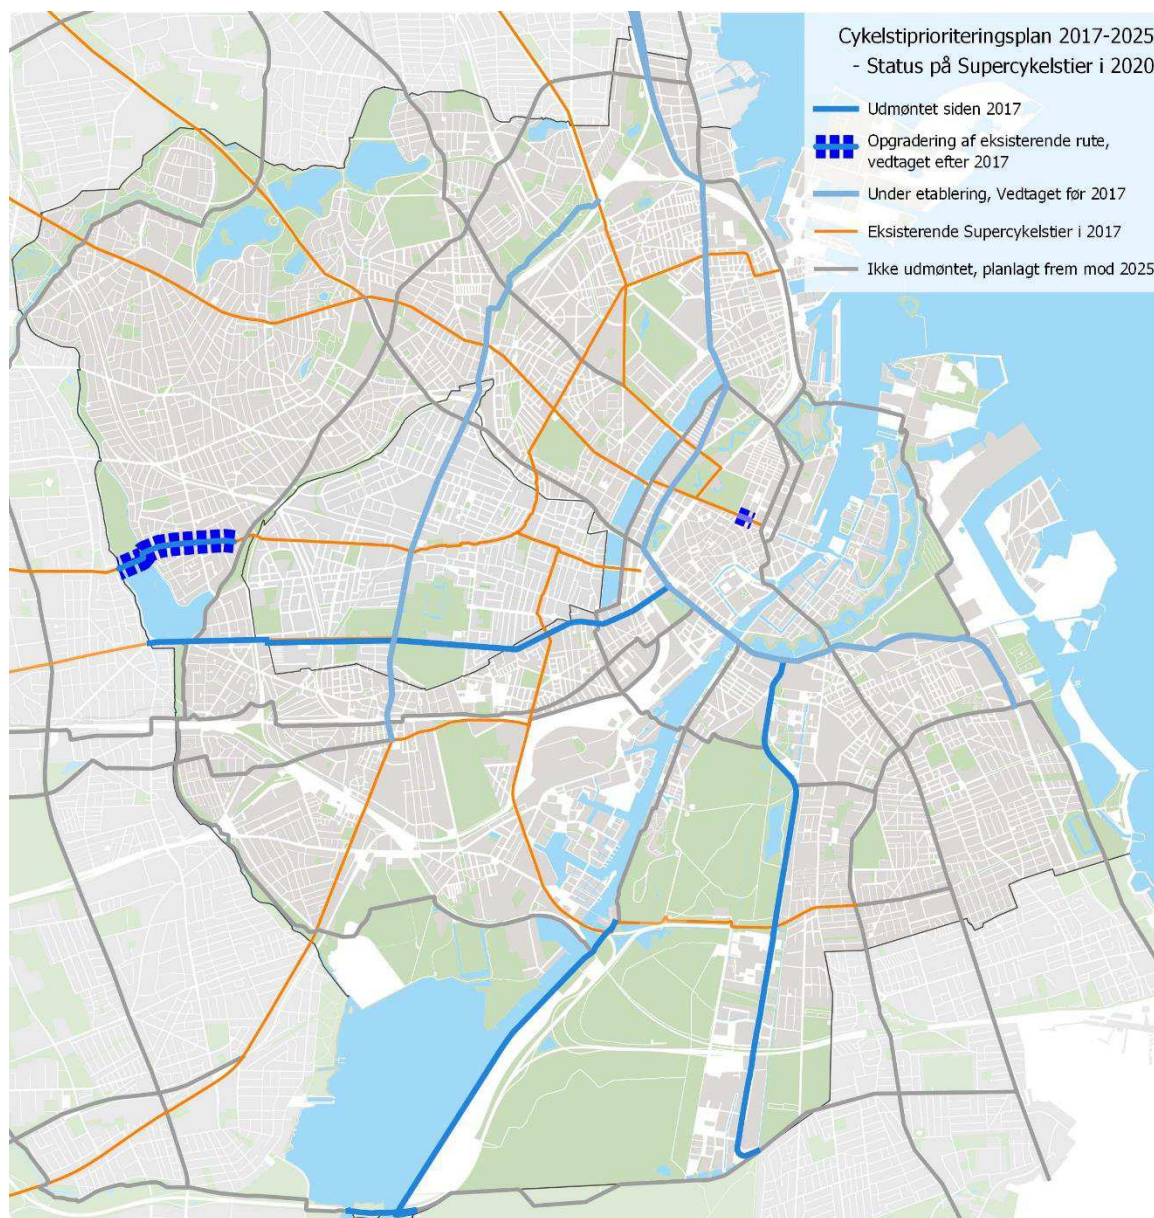 Cykelstiprioriteringsplan 2017-2025
- Status på Supercykelstier i 2020
Udmøntet siden 2017
Opgradering af eksisterende rute,
vedtaget efter 2017
Under etablering, Vedtaget før 2017
Eksisterende Supercykelstier i 2017
Ikke udmøntet, planlagt frem mod 2025